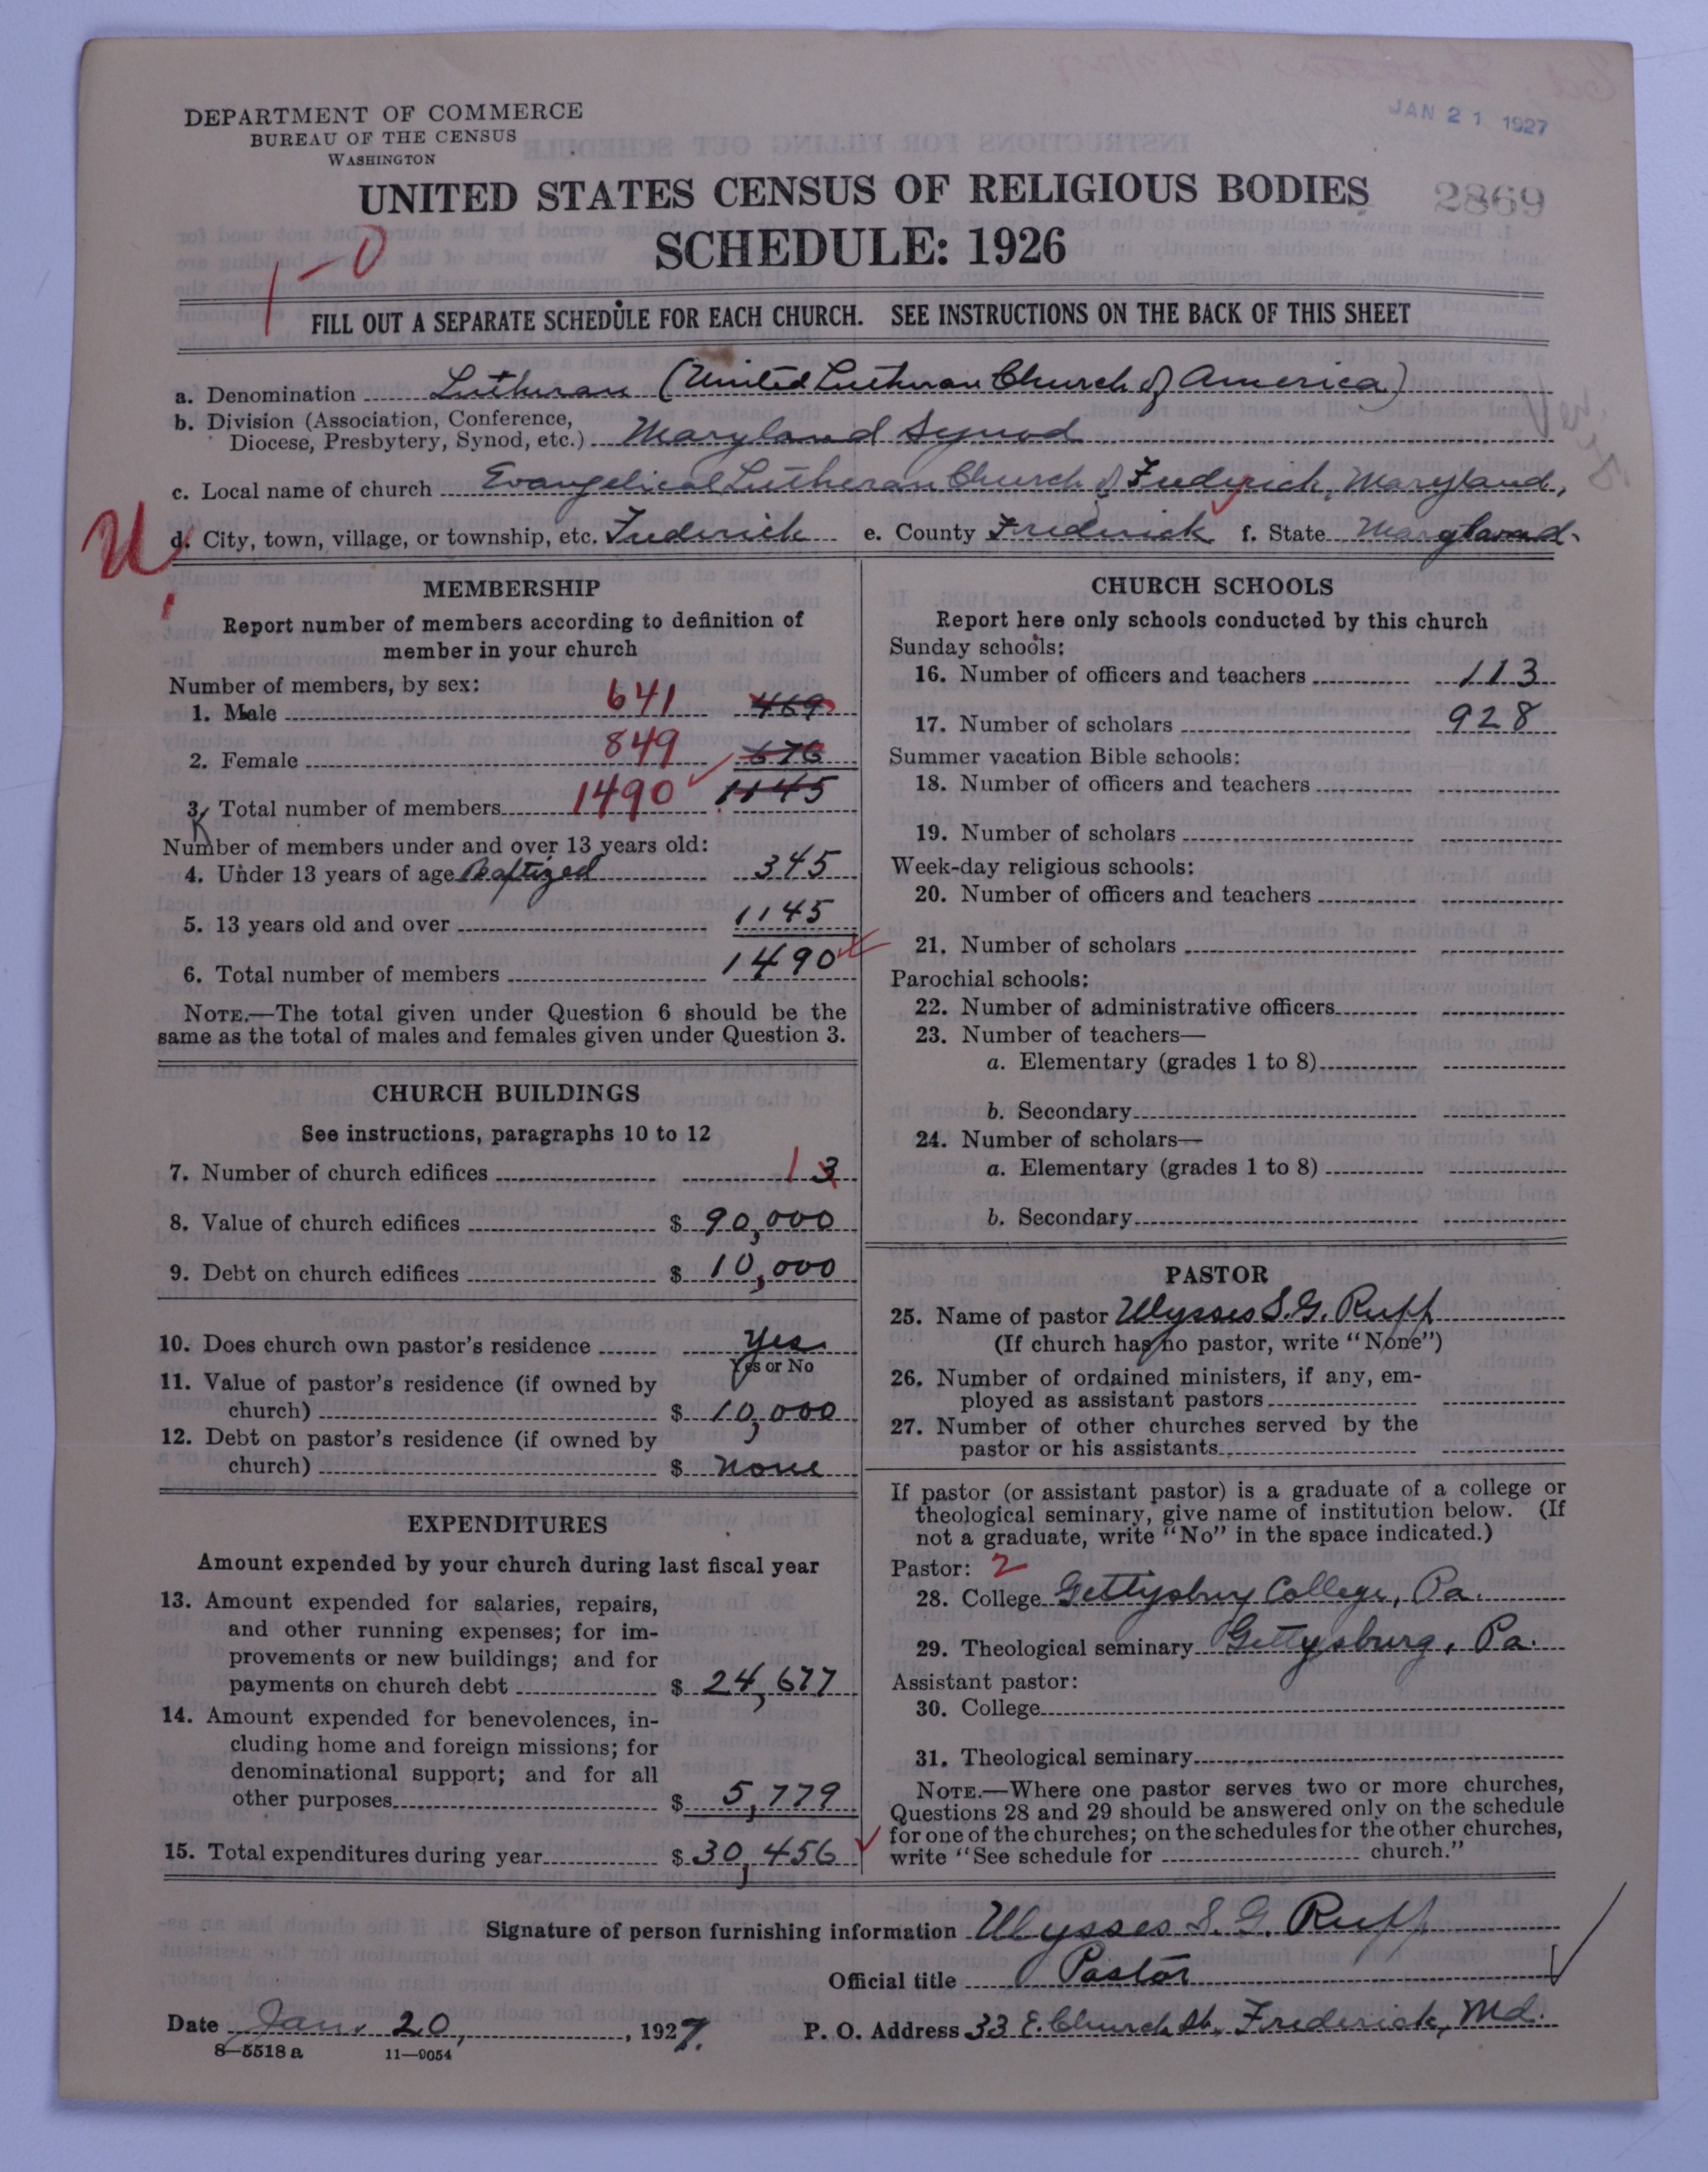 JAN 21 1927
DEPARTMENT OF COMMERCE
BUREAU OF THE CENSUS
WASHINGTON
UNITED STATES CENSUS OF RELIGIOUS BODIES
2869
SCHEDULE: 1926
1-0
FILL OUT A SEPARATE SCHEDULE FOR EACH CHURCH. SEE INSTRUCTIONS ON THE BACK OF THIS SHEET
a. Denomination Lutheran (United Lutheran Church of America)
b. Division (Association, Conference,
Diocese, Presbytery, Synod, etc.) Maryland Synod
c. Local name of church Evangelical Lutheran Church of Frederick, Maryland,
U
d. City, town, village, or township, etc. Frederick e. County Frederick f. State Maryland.
MEMBERSHIP
Report number of members according to definition of
member in your church
Number of members, by sex:
1. Male 641 469
2. Female 849 676
3. Total number of members 1490 1145
Number of members under and over 13 years old:
4. Under 13 years of age Baptized 345
5. 13 years old and over 1145
6. Total number of members 1490
NOTE.—The total given under Question 6 should be the
same as the total of males and females given under Question 3.
CHURCH BUILDINGS
See instructions, paragraphs 10 to 12
7. Number of church edifices 1 3
8. Value of church edifices $ 90,000
9. Debt on church edifices $ 10,000
10. Does church own pastor's residence Yes
Yes or No
11. Value of pastor's residence (if owned by
church) $ 10,000
12. Debt on pastor's residence (if owned by
church) $ none
EXPENDITURES
Amount expended by your church during last fiscal year
13. Amount expended for salaries, repairs,
and other running expenses; for im-
provements or new buildings; and for
payments on church debt $ 24,677
14. Amount expended for benevolences, in-
cluding home and foreign missions; for
denominational support; and for all
other purposes $ 5,779
15. Total expenditures during year $ 30,456
CHURCH SCHOOLS
Report here only schools conducted by this church
Sunday schools:
16. Number of officers and teachers 113
17. Number of scholars 928
Summer vacation Bible schools:
18. Number of officers and teachers
19. Number of scholars
Week-day religious schools:
20. Number of officers and teachers
21. Number of scholars
Parochial schools:
22. Number of administrative officers
23. Number of teachers—
a. Elementary (grades 1 to 8)
b. Secondary
24. Number of scholars—
a. Elementary (grades 1 to 8)
b. Secondary
PASTOR
25. Name of pastor Ulysses S. G. Rupp
(If church has no pastor, write "None")
26. Number of ordained ministers, if any, em-
ployed as assistant pastors
27. Number of other churches served by the
pastor or his assistants
If pastor (or assistant pastor) is a graduate of a college or
theological seminary, give name of institution below. (If
not a graduate, write "No" in the space indicated.)
Pastor: 2
28. College Gettysburg College, Pa.
29. Theological seminary Gettysburg, Pa.
Assistant pastor:
30. College
31. Theological seminary
NOTE.—Where one pastor serves two or more churches,
Questions 28 and 29 should be answered only on the schedule
for one of the churches; on the schedules for the other churches,
write "See schedule for church."
Signature of person furnishing information Ulysses S. G. Rupp
Official title Pastor
Date Jan. 20, , 1927. P. O. Address 33 E. Church St., Frederick, Md.
8—5518 a 11—9054